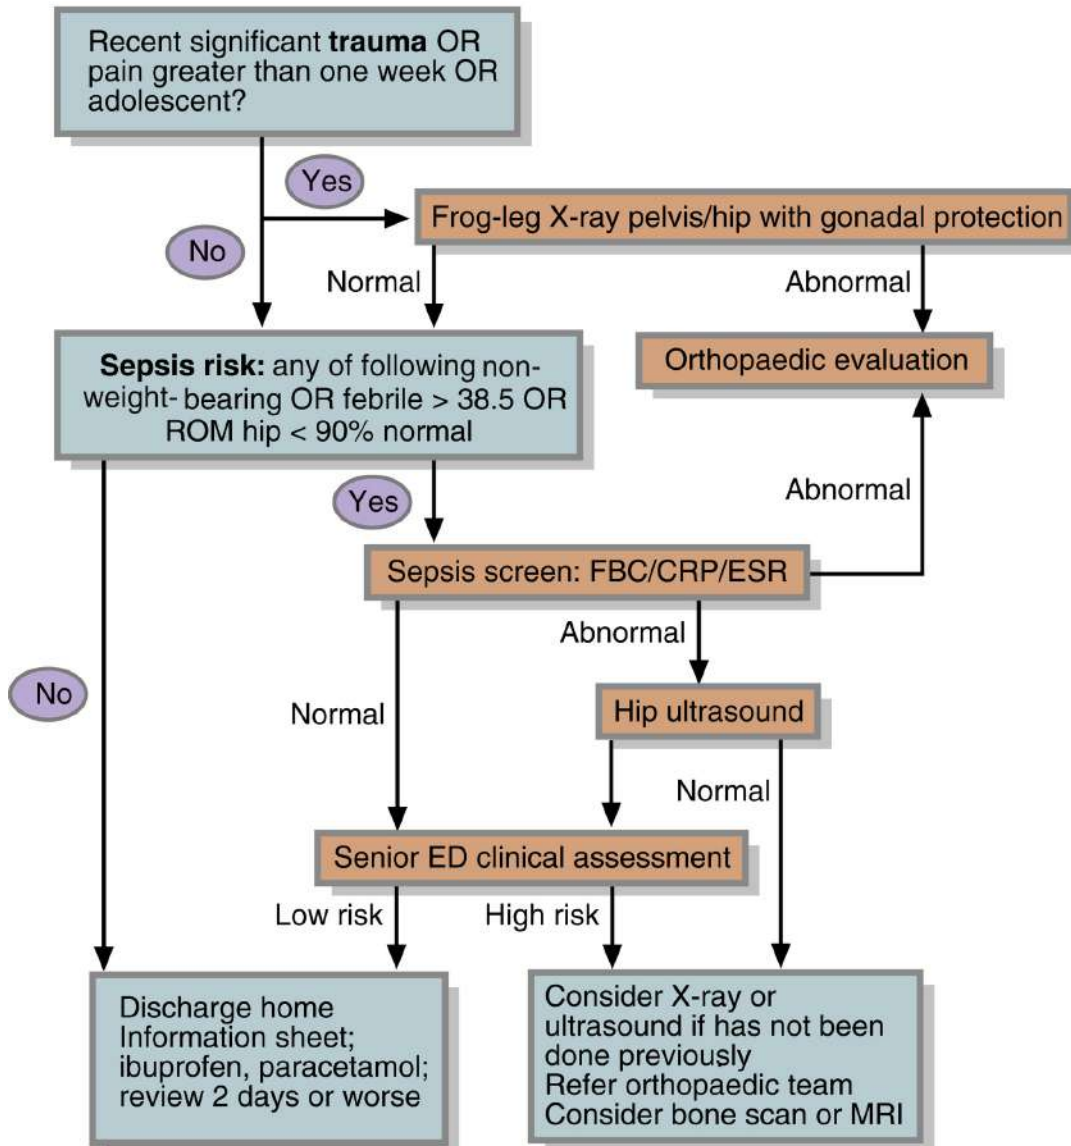 Recent significant trauma OR
pain greater than one week OR
adolescent?
Yes
Frog-leg X-ray pelvis/hip with gonadal protection
No
Normal
Abnormal
Sepsis risk: any of following non-
weight- bearing OR febrile > 38.5 OR
ROM hip < 90% normal
Orthopaedic evaluation
Yes
Abnormal
Sepsis screen: FBC/CRP/ESR
Abnormal
No
Normal
Hip ultrasound
Normal
Senior ED clinical assessment
Low risk
High risk
Discharge home
Information sheet;
ibuprofen, paracetamol;
review 2 days or worse
Consider X-ray or
ultrasound if has not been
done previously
Refer orthopaedic team
Consider bone scan or MRI